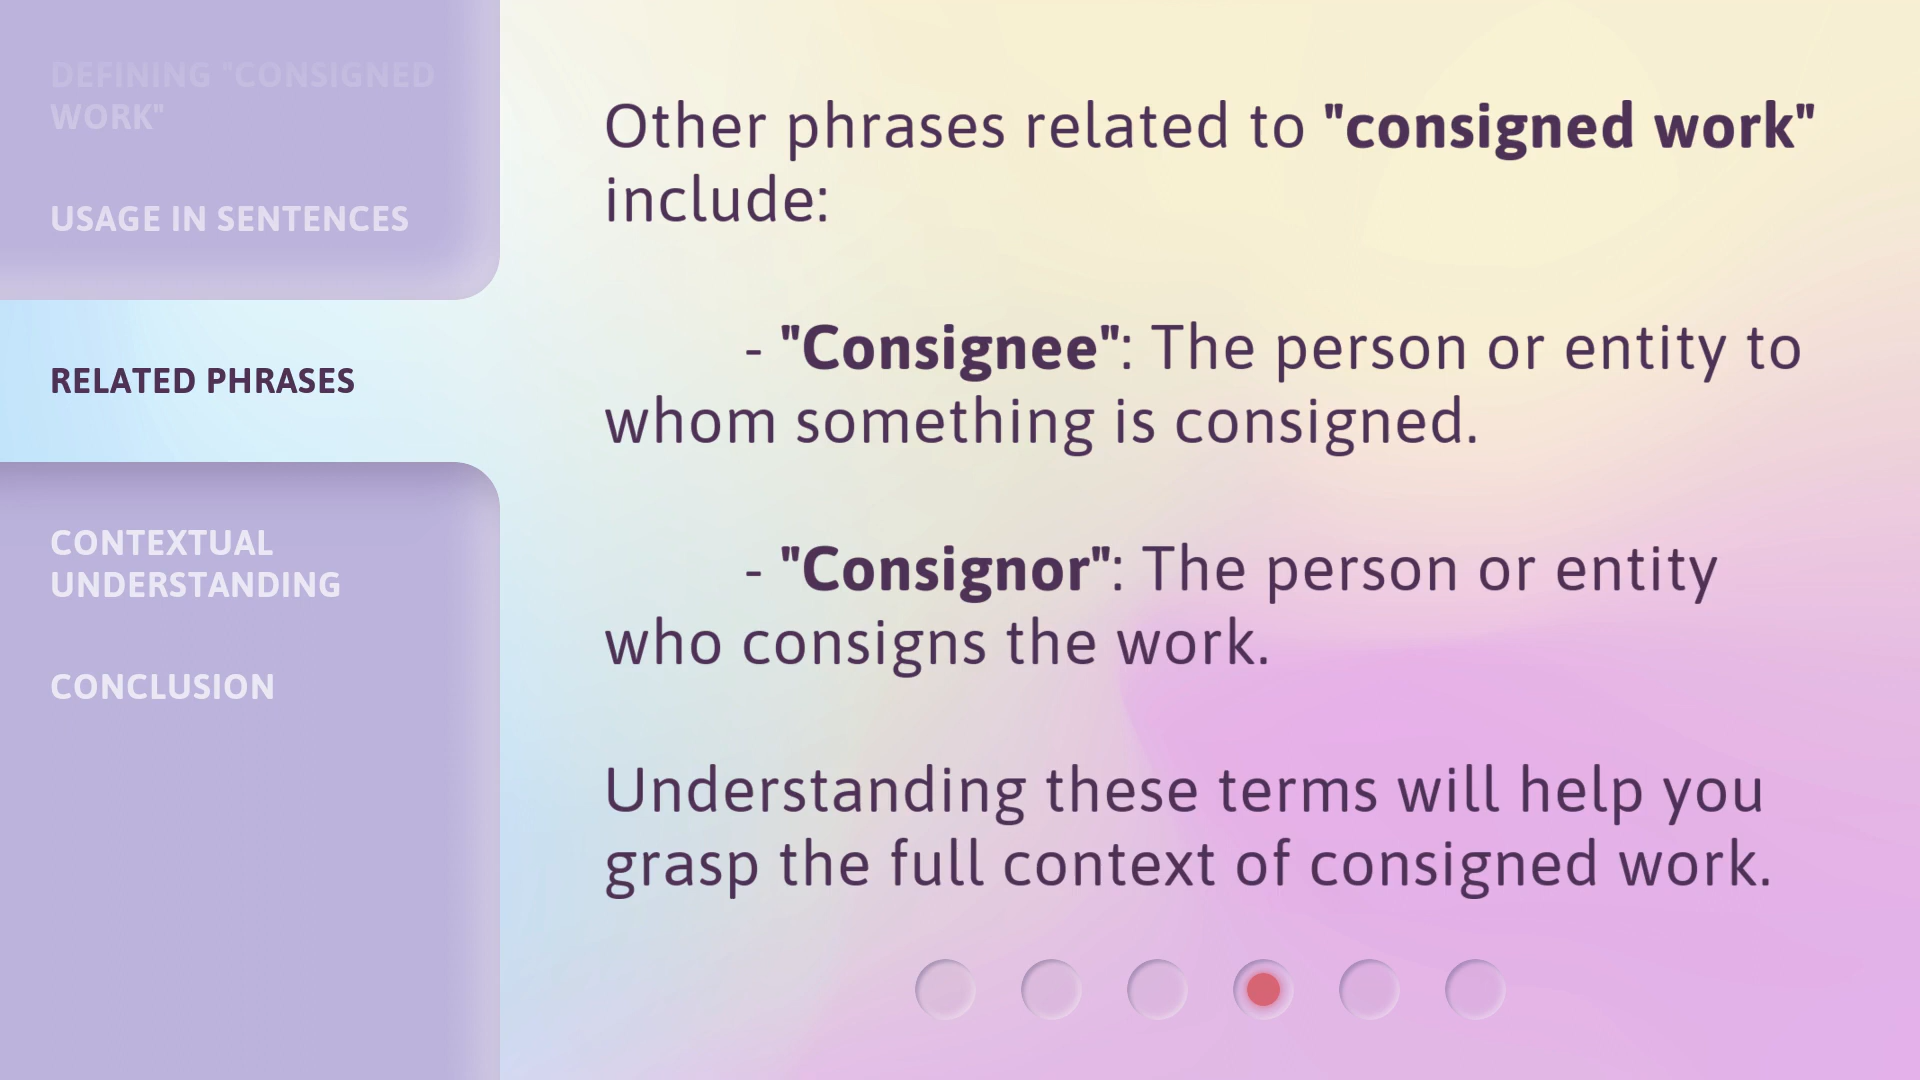 DEFINING "CONSIGNED
WORK"
USAGE IN SENTENCES
RELATED PHRASES
CONTEXTUAL
UNDERSTANDING
CONCLUSION
Other phrases related to "consigned work"
include:
- "Consignee": The person or entity to
whom something is consigned.
- "Consignor": The person or entity
who consigns the work.
Understanding these terms will help you
grasp the full context of consigned work.